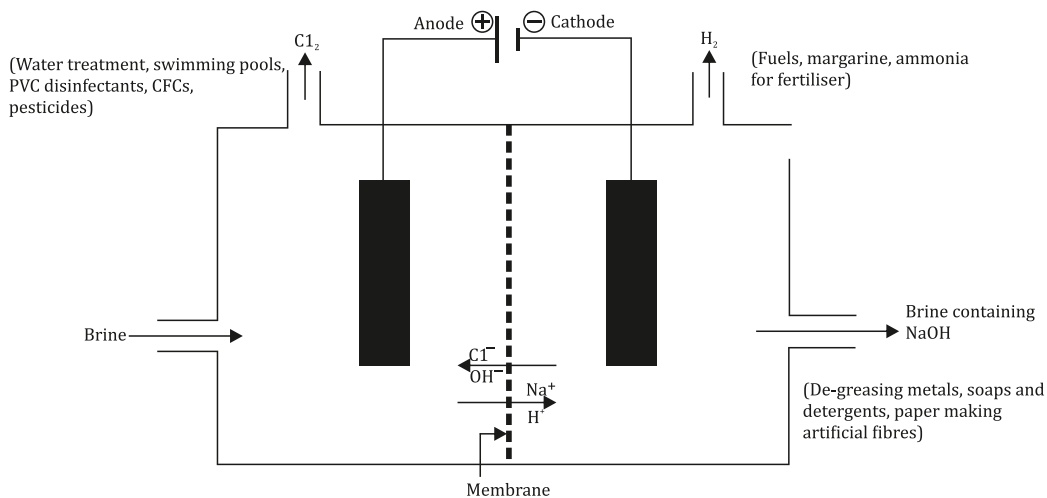 Anode + − Cathode
C1₂
(Water treatment, swimming pools,
PVC disinfectants, CFCs,
pesticides)
H₂
(Fuels, margarine, ammonia
for fertiliser)
Brine
Brine containing
NaOH
C1⁻
OH⁻
Na⁺
H⁺
(De-greasing metals, soaps and
detergents, paper making
artificial fibres)
Membrane